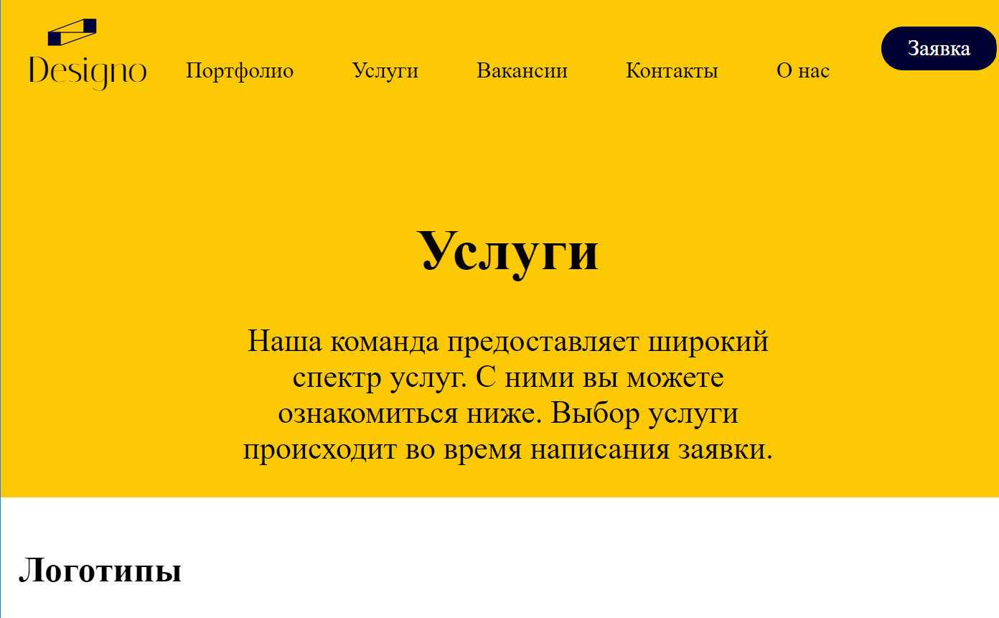 Designo
Портфолио
Услуги
Вакансии
Контакты
О нас
Заявка
Услуги
Наша команда предоставляет широкий
спектр услуг. С ними вы можете
ознакомиться ниже. Выбор услуги
происходит во время написания заявки.
Логотипы